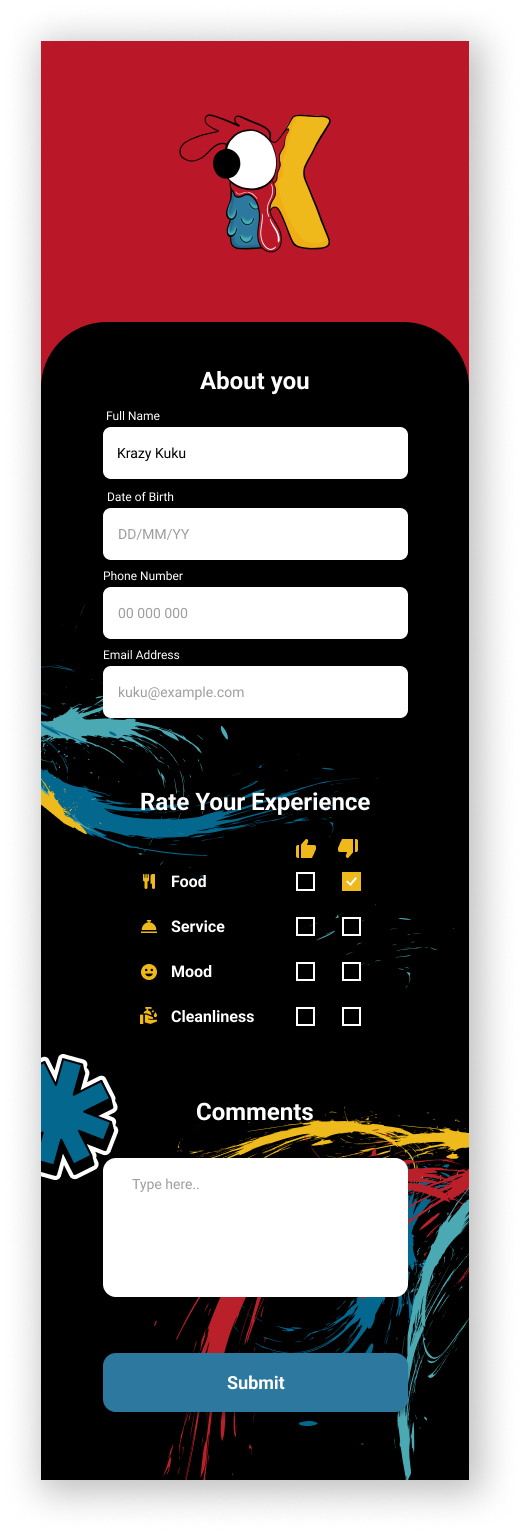 K
About you
Full Name
Krazy Kuku
Date of Birth
DD/MM/YY
Phone Number
00 000 000
Email Address
kuku@example.com
Rate Your Experience
Food
Service
Mood
Cleanliness
Comments
Type here..
Submit